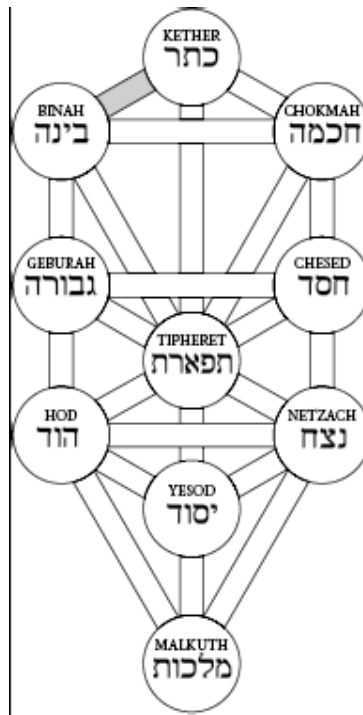 KETHER
כתר
BINAH
בינה
CHOKMAH
חכמה
GEBURAH
גבורה
CHESED
חסד
TIPHERET
תפארת
HOD
הוד
NETZACH
נצח
YESOD
יסוד
MALKUTH
מלכות